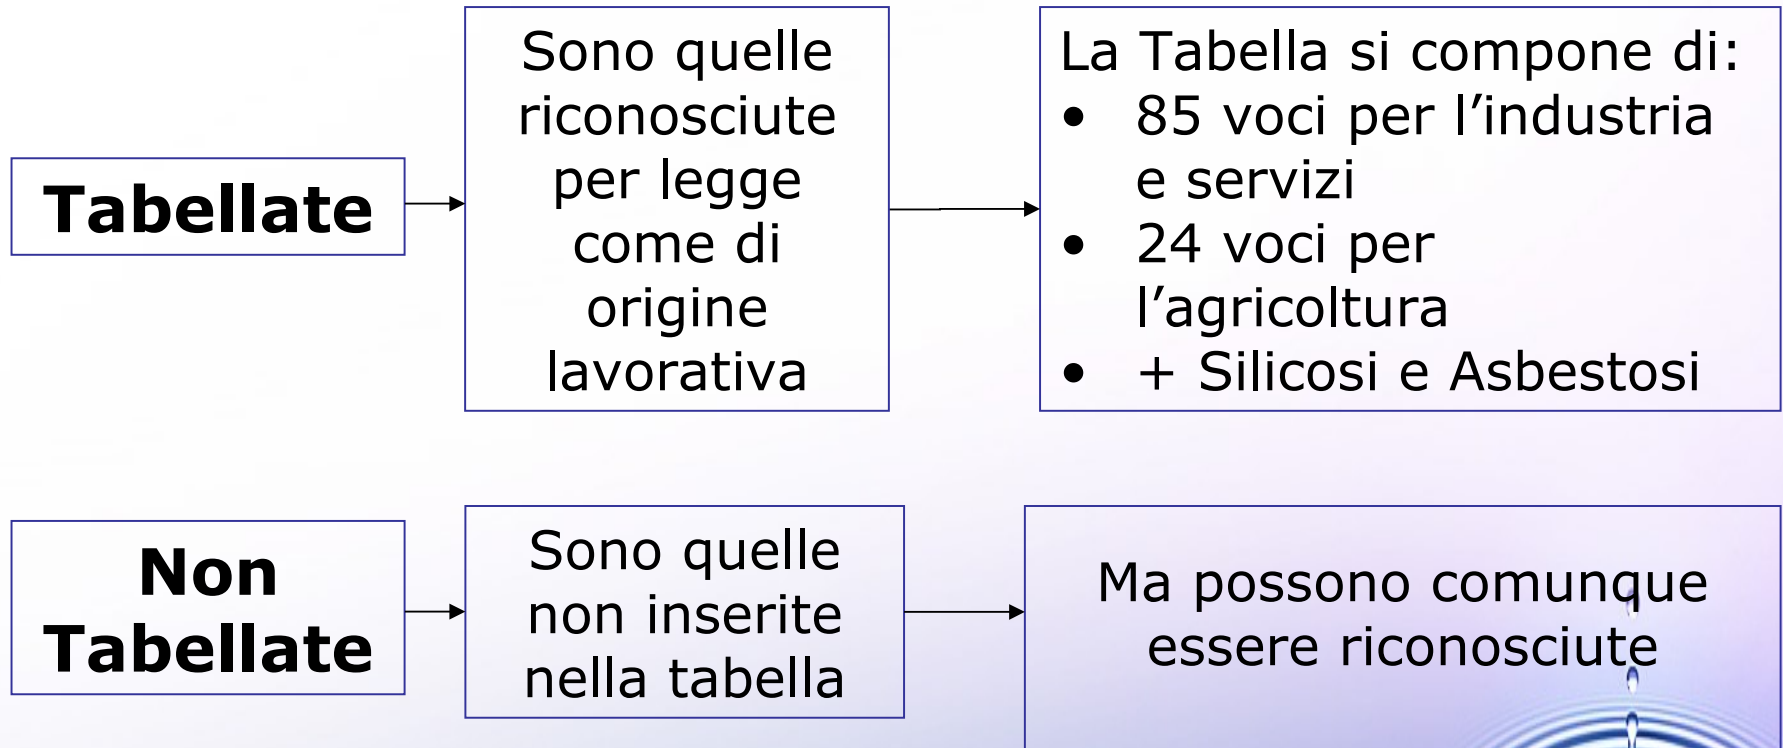 Tabellate
Sono quelle
riconosciute
per legge
come di
origine
lavorativa
La Tabella si compone di:
• 85 voci per l’industria
e servizi
• 24 voci per
l’agricoltura
• + Silicosi e Asbestosi
Non
Tabellate
Sono quelle
non inserite
nella tabella
Ma possono comunque
essere riconosciute